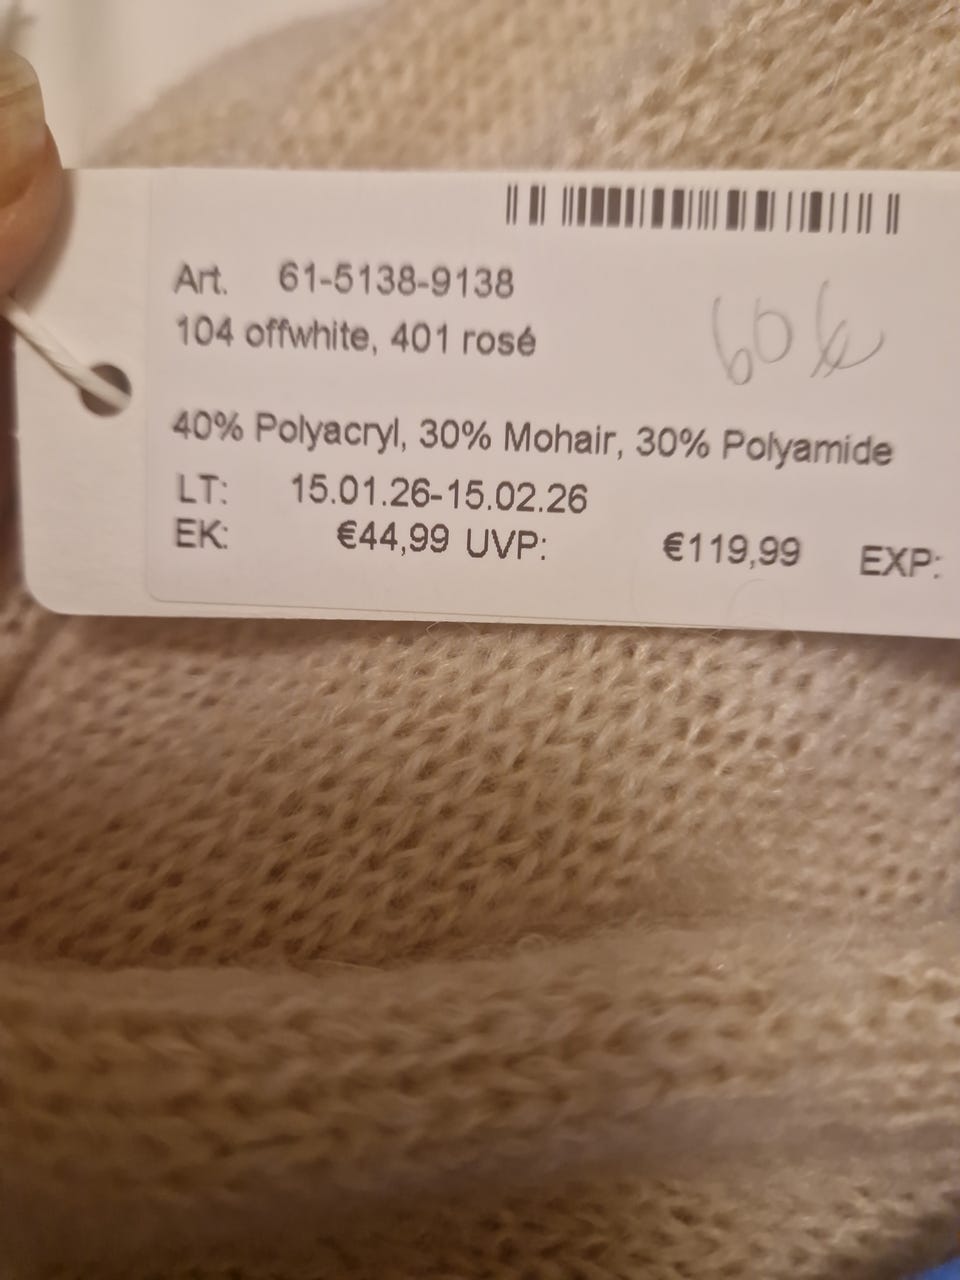 Art. 61-5138-9138
104 offwhite, 401 rosé
60 €
40% Polyacryl, 30% Mohair, 30% Polyamide
LT: 15.01.26-15.02.26
EK: €44,99 UVP: €119,99 EXP: